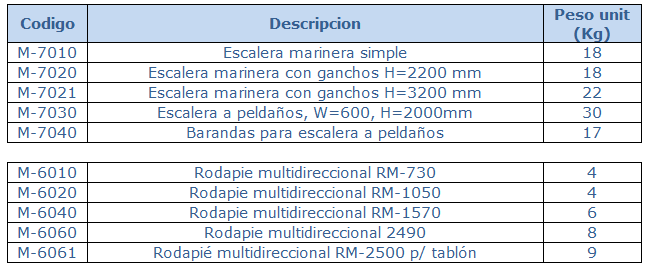 Codigo Descripcion Peso unit (Kg)
M-7010 Escalera marinera simple 18
M-7020 Escalera marinera con ganchos H=2200 mm 18
M-7021 Escalera marinera con ganchos H=3200 mm 22
M-7030 Escalera a peldaños, W=600, H=2000mm 30
M-7040 Barandas para escalera a peldaños 17
M-6010 Rodapie multidireccional RM-730 4
M-6020 Rodapie multidireccional RM-1050 4
M-6040 Rodapie multidireccional RM-1570 6
M-6060 Rodapie multidireccional 2490 8
M-6061 Rodapié multidireccional RM-2500 p/ tablón 9